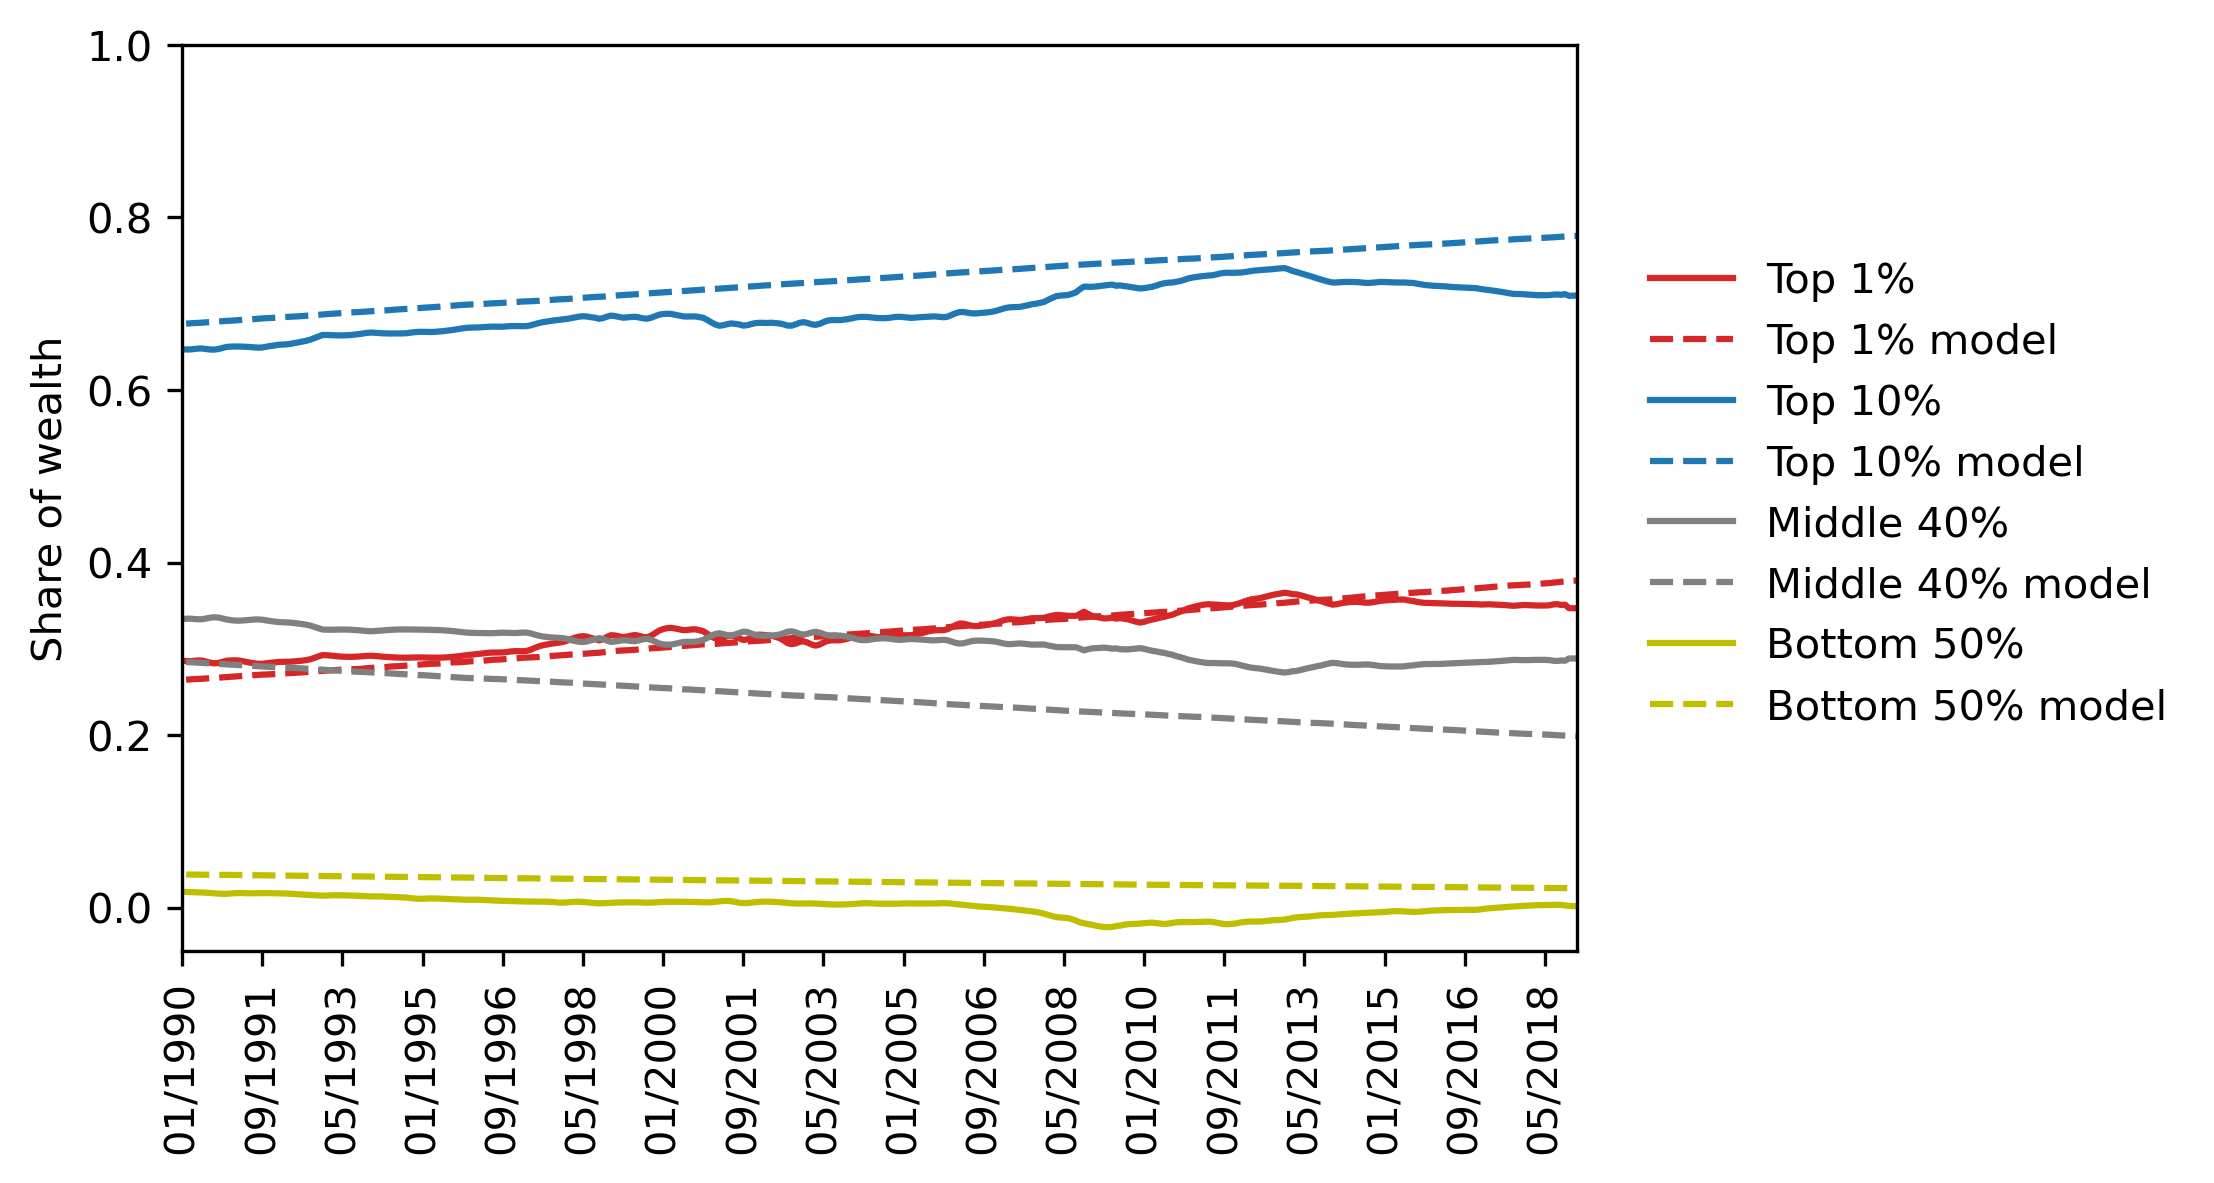 1.0
0.8
0.6
0.4
0.2
0.0
Share of wealth
01/1990
09/1991
05/1993
01/1995
09/1996
05/1998
01/2000
09/2001
05/2003
01/2005
09/2006
05/2008
01/2010
09/2011
05/2013
01/2015
09/2016
05/2018
Top 1%
Top 1% model
Top 10%
Top 10% model
Middle 40%
Middle 40% model
Bottom 50%
Bottom 50% model